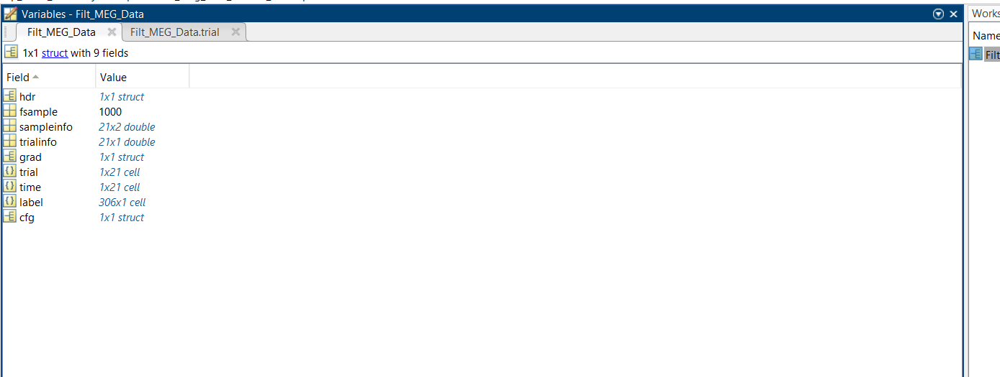 Variables - Filt_MEG_Data
Works
Filt_MEG_Data Filt_MEG_Data.trial
Name
1x1 struct with 9 fields
Filt
Field Value
hdr 1x1 struct
fsample 1000
sampleinfo 21x2 double
trialinfo 21x1 double
grad 1x1 struct
trial 1x21 cell
time 1x21 cell
label 306x1 cell
cfg 1x1 struct